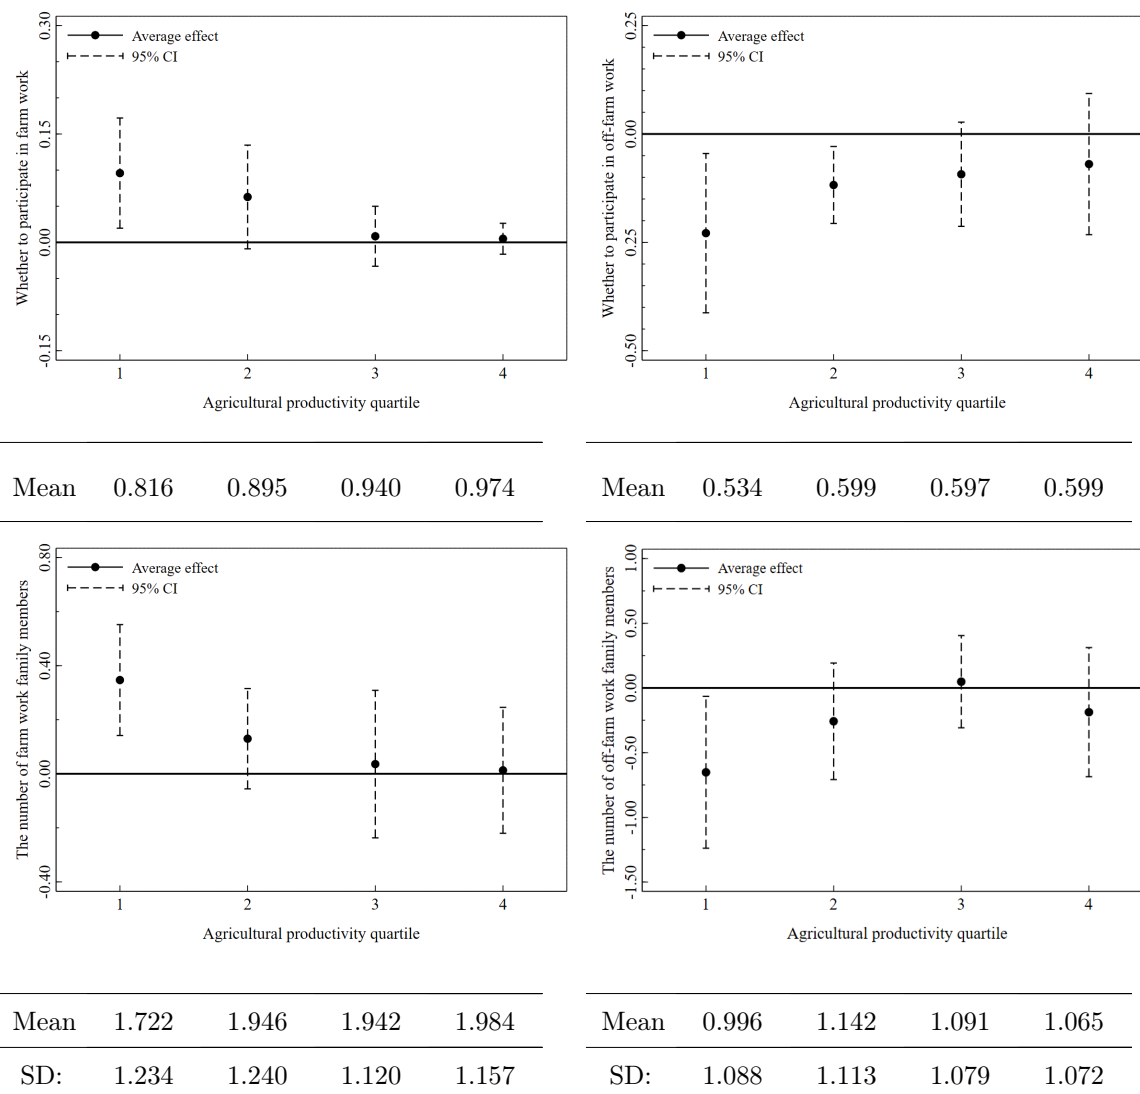 Average effect
95% CI
Whether to participate in farm work
0.30
0.15
0.00
-0.15
1 2 3 4
Agricultural productivity quartile
Average effect
95% CI
Whether to participate in off-farm work
0.25
0.00
0.25
-0.50
1 2 3 4
Agricultural productivity quartile
Mean 0.816 0.895 0.940 0.974
Mean 0.534 0.599 0.597 0.599
Average effect
95% CI
The number of farm work family members
0.80
0.40
0.00
-0.40
1 2 3 4
Agricultural productivity quartile
Average effect
95% CI
The number of off-farm work family members
1.00
0.50
0.00
-0.50
-1.00
-1.50
1 2 3 4
Agricultural productivity quartile
Mean 1.722 1.946 1.942 1.984
SD: 1.234 1.240 1.120 1.157
Mean 0.996 1.142 1.091 1.065
SD: 1.088 1.113 1.079 1.072